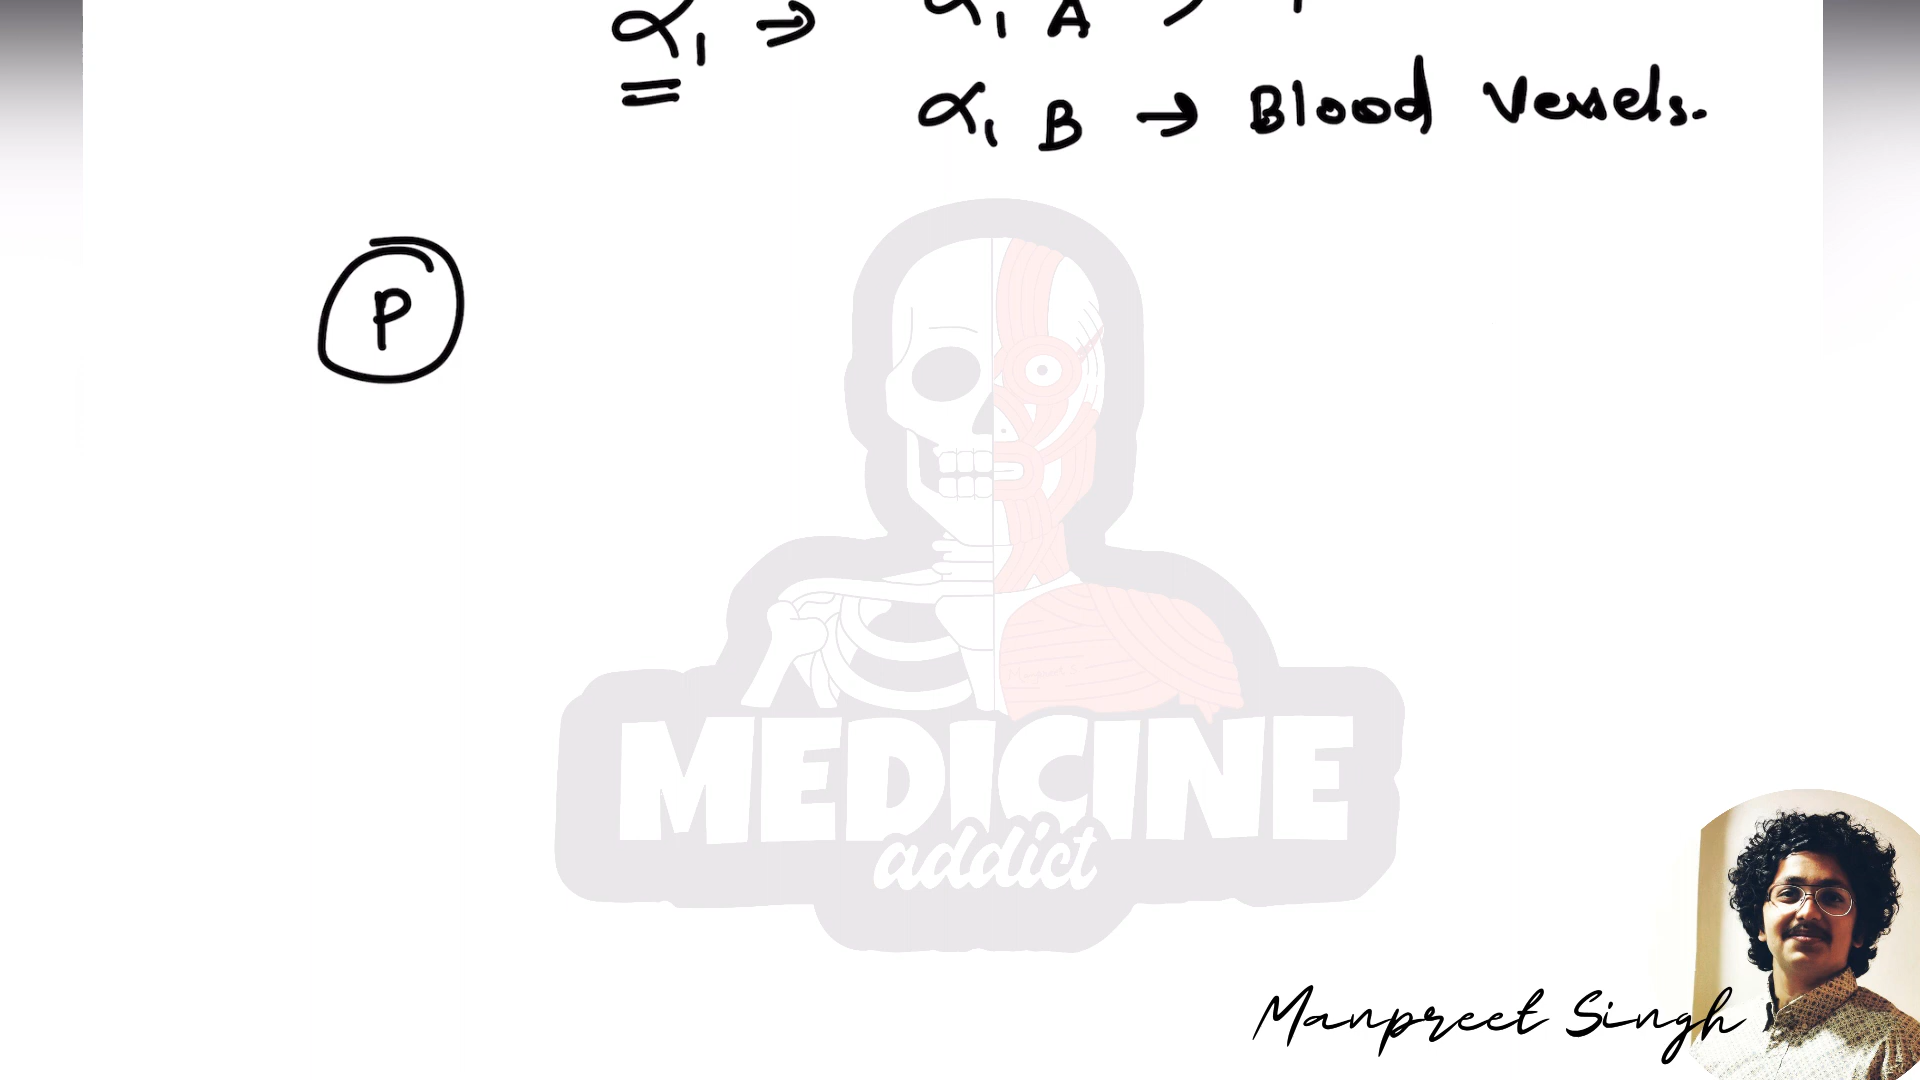 α₁ → α₁ A →
α₁ B → Blood Vessels.
P
MEDICINE
addict
Manpreet Singh